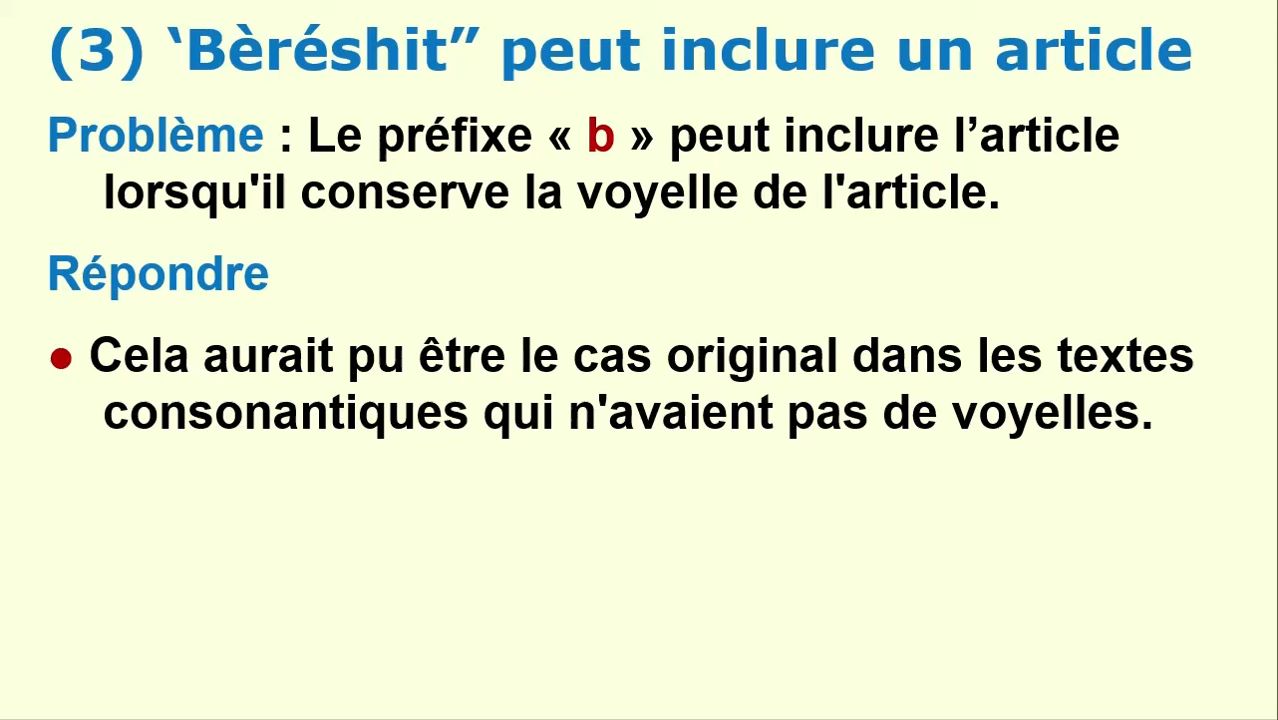 (3) ‘Bèréshit” peut inclure un article
Problème : Le préfixe « b » peut inclure l’article
lorsqu'il conserve la voyelle de l'article.
Répondre
● Cela aurait pu être le cas original dans les textes
consonantiques qui n'avaient pas de voyelles.